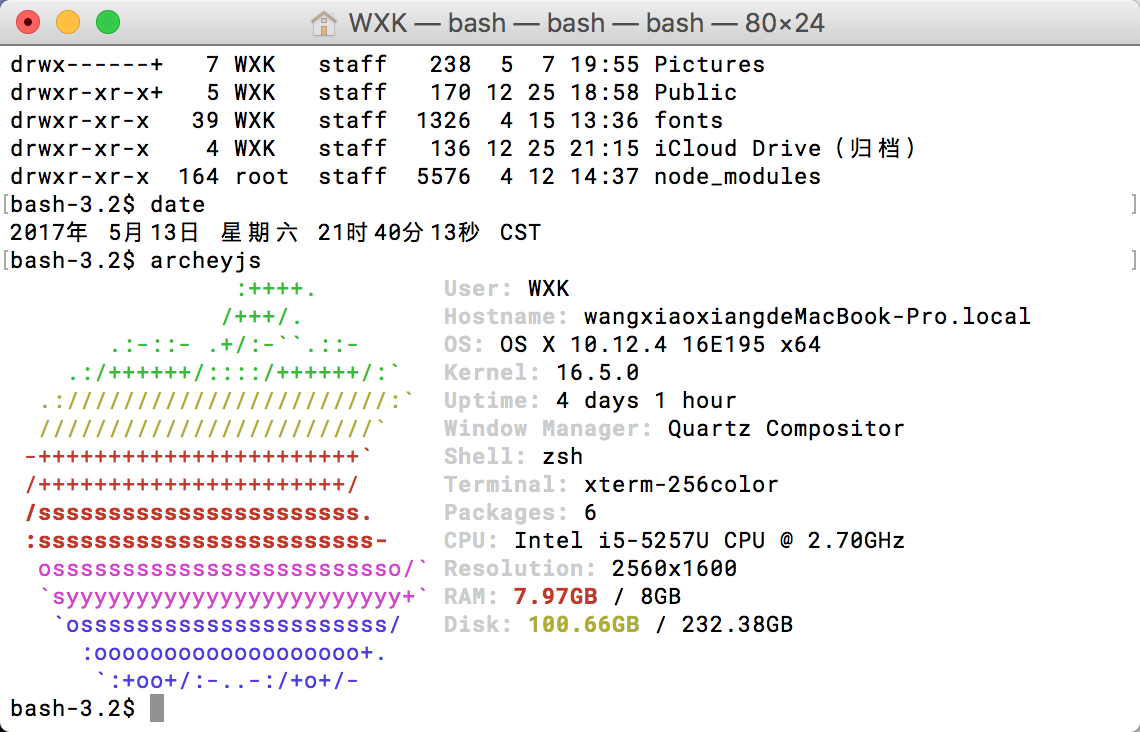 WXK — bash — bash — bash — 80×24
drwx------+   7 WXK   staff   238  5  7 19:55 Pictures
drwxr-xr-x+   5 WXK   staff   170 12 25 18:58 Public
drwxr-xr-x   39 WXK   staff  1326  4 15 13:36 fonts
drwxr-xr-x    4 WXK   staff   136 12 25 21:15 iCloud Drive（归档）
drwxr-xr-x  164 root  staff  5576  4 12 14:37 node_modules
[bash-3.2$ date ]
2017年 5月13日 星期六 21时40分13秒 CST
[bash-3.2$ archeyjs ]
                :++++.         User: WXK
               /+++/.          Hostname: wangxiaoxiangdeMacBook-Pro.local
       .:-::- .+/:-``.::-      OS: OS X 10.12.4 16E195 x64
    .:/++++++/::::/++++++/:`   Kernel: 16.5.0
  .:///////////////////////:`  Uptime: 4 days 1 hour
  ////////////////////////`    Window Manager: Quartz Compositor
 -+++++++++++++++++++++++`     Shell: zsh
 /++++++++++++++++++++++/      Terminal: xterm-256color
 /sssssssssssssssssssssss.     Packages: 6
 :ssssssssssssssssssssssss-    CPU: Intel i5-5257U CPU @ 2.70GHz
  osssssssssssssssssssssssso/` Resolution: 2560x1600
  `syyyyyyyyyyyyyyyyyyyyyyyy+` RAM: 7.97GB / 8GB
   `ossssssssssssssssssssss/   Disk: 100.66GB / 232.38GB
     :ooooooooooooooooooo+.
      `:+oo+/:-..-:/+o+/-
bash-3.2$